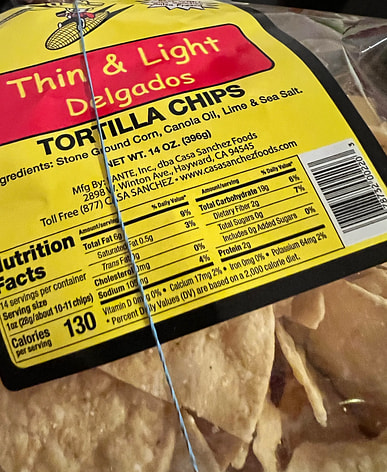 Thin & Light
Delgados
TORTILLA CHIPS
Ingredients: Stone Ground Corn, Canola Oil, Lime & Sea Salt.
NET WT. 14 OZ. (396g)
Mfg By: ANTE, Inc. dba Casa Sanchez Foods
2898 W. Winton Ave., Hayward, CA 94545
Toll Free (877) CASA SANCHEZ • www.casasanchezfoods.com
Nutrition
Facts
14 servings per container
Serving size
1oz (28g/about 10-11 chips)
Calories
per serving
130
% Daily Value*
Total Fat 6g 8%
Saturated Fat 0.5g 3%
Trans Fat 0g
Cholesterol 0mg 0%
Sodium 105mg 4%
Amount/serving % Daily Value*
Total Carbohydrate 19g 6%
Dietary Fiber 2g 7%
Total Sugars 0g
Includes 0g Added Sugars 0%
Protein 2g
Vitamin D 0mcg 0% • Calcium 17mg 2% • Iron 0mg 0% • Potassium 64mg 2%
* Percent Daily Values (DV) are based on a 2,000 calorie diet.